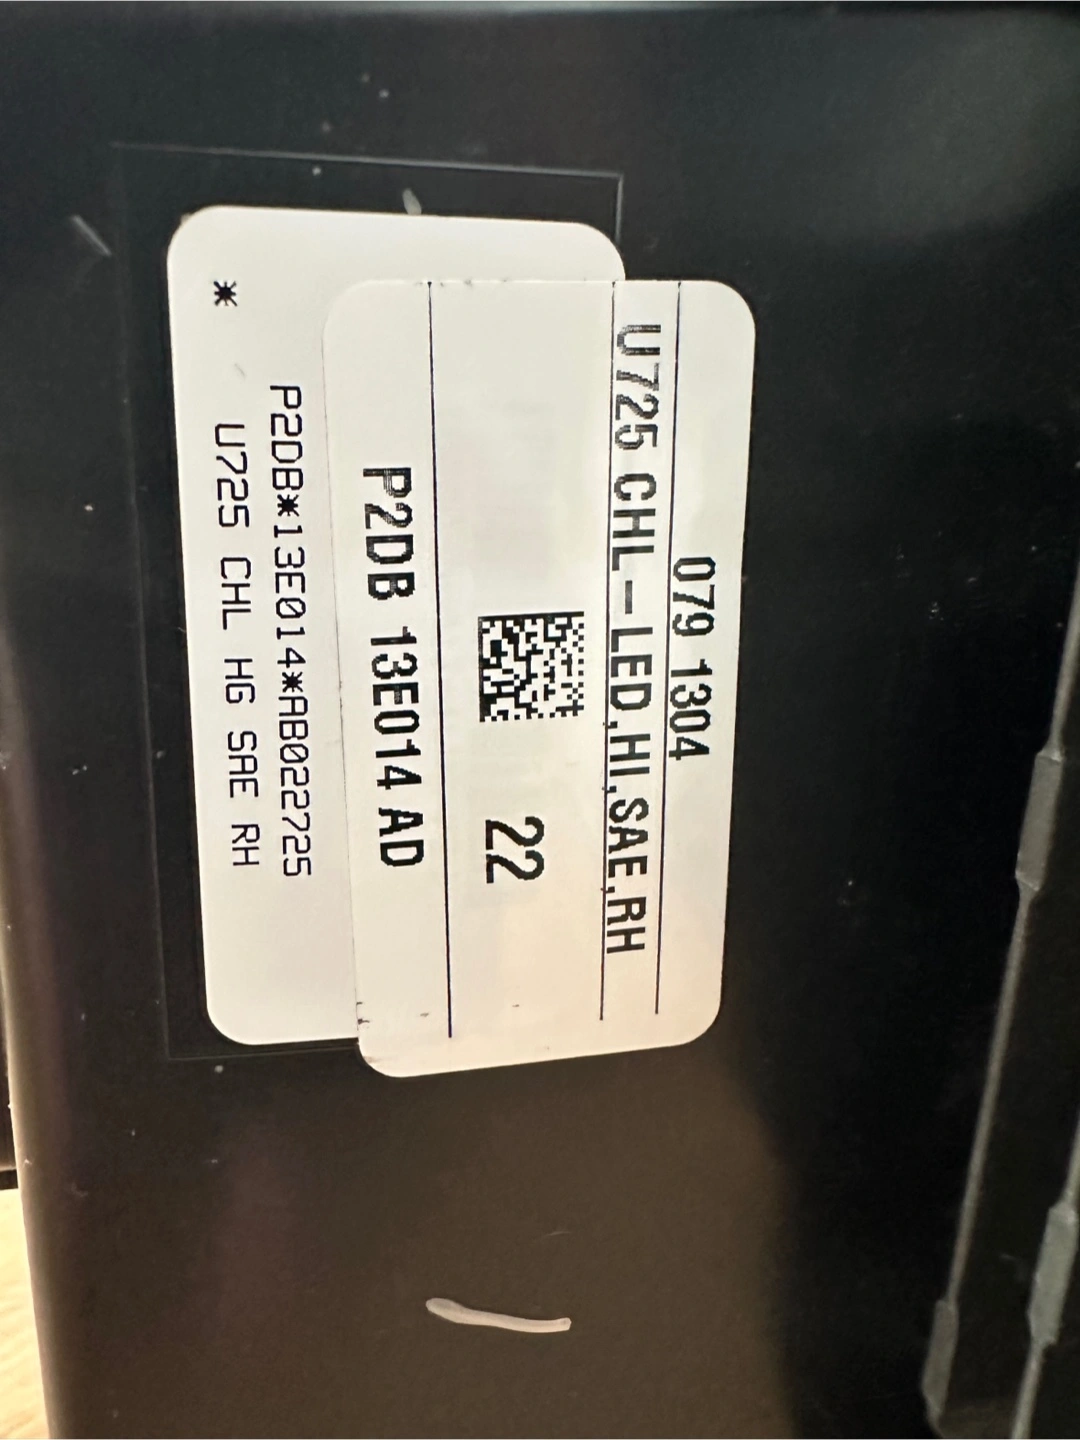 079 1304
U725 CHL-LED,HI,SAE,RH
22
P2DB 13E014 AD
P2DB*13E014*AB022725
U725 CHL HG SAE RH
*